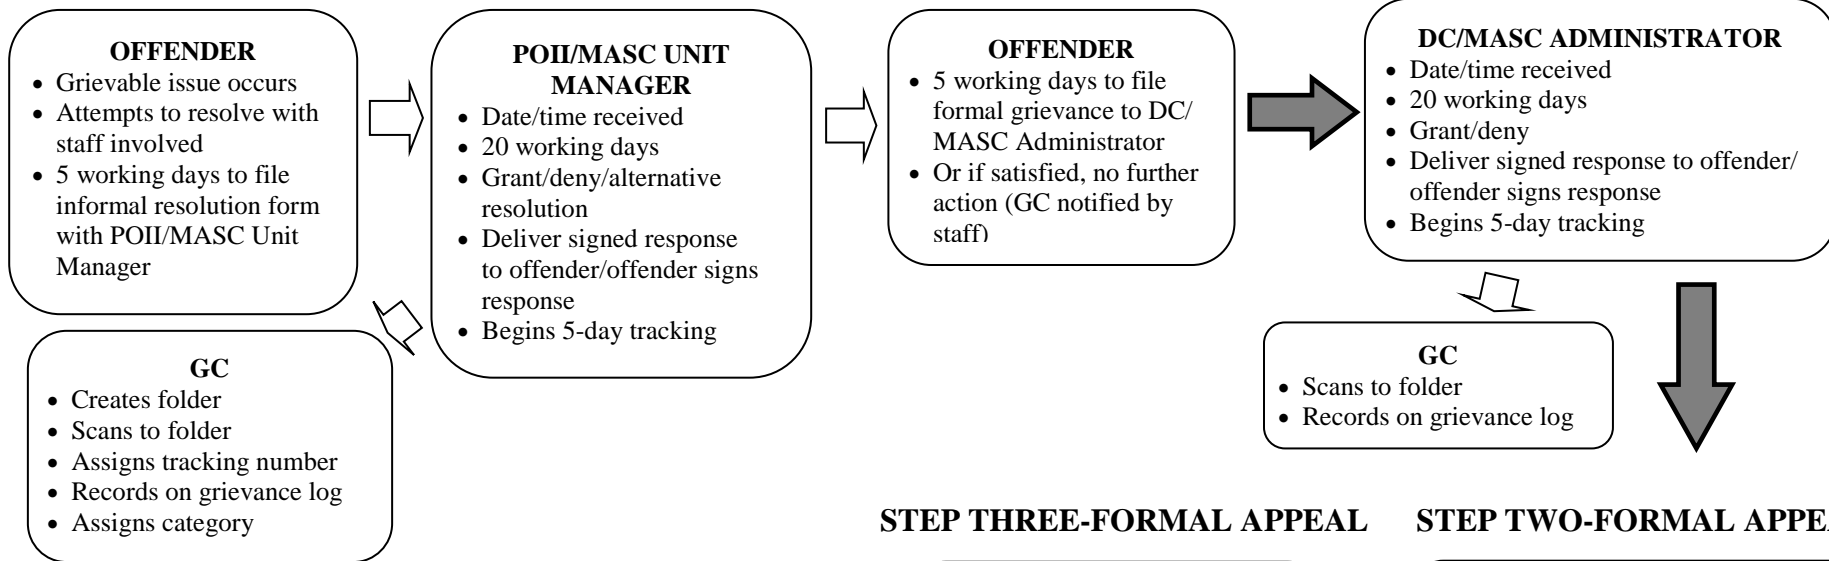 OFFENDER
• Grievable issue occurs
• Attempts to resolve with
staff involved
• 5 working days to file
informal resolution form
with POII/MASC Unit
Manager
POII/MASC UNIT
MANAGER
• Date/time received
• 20 working days
• Grant/deny/alternative
resolution
• Deliver signed response
to offender/offender signs
response
• Begins 5-day tracking
OFFENDER
• 5 working days to file
formal grievance to DC/
MASC Administrator
• Or if satisfied, no further
action (GC notified by
staff)
DC/MASC ADMINISTRATOR
• Date/time received
• 20 working days
• Grant/deny
• Deliver signed response to offender/
offender signs response
• Begins 5-day tracking
GC
• Creates folder
• Scans to folder
• Assigns tracking number
• Records on grievance log
• Assigns category
GC
• Scans to folder
• Records on grievance log
STEP THREE-FORMAL APPEAL
STEP TWO-FORMAL APPE